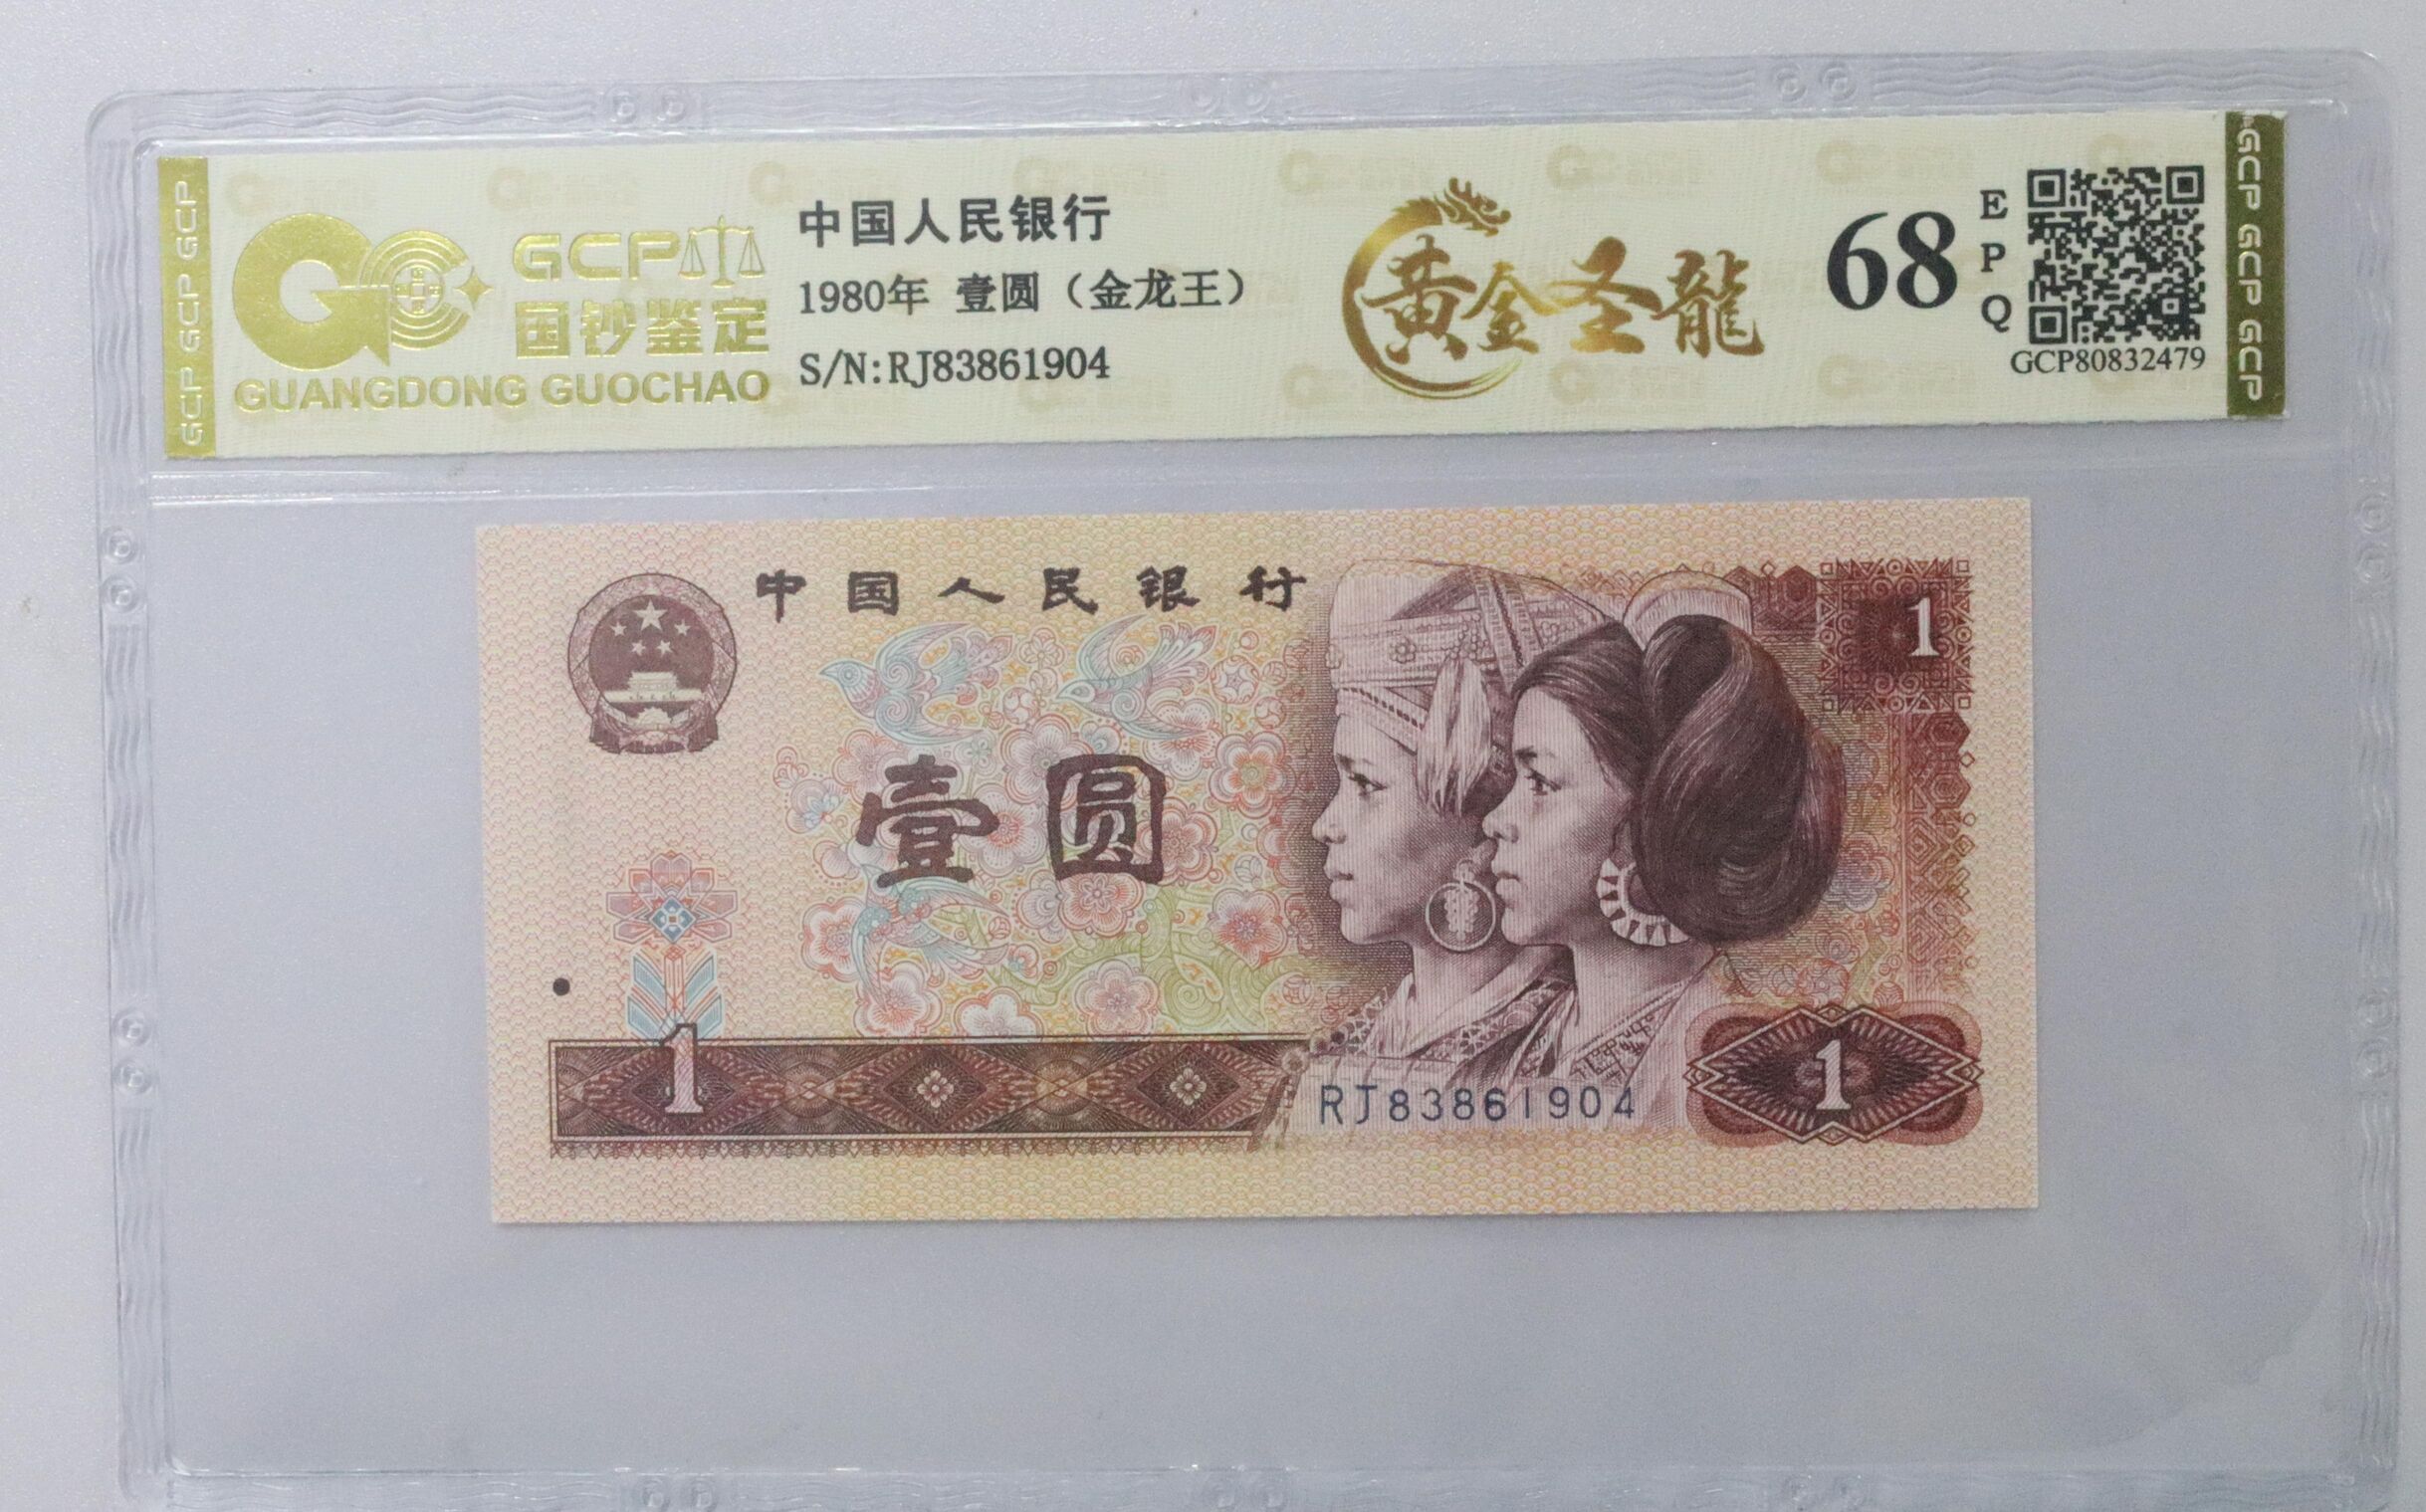 GCP GCP GCP
GCP
国钞鉴定
GUANGDONG GUOCHAO
中国人民银行
1980年 壹圆（金龙王）
S/N:RJ83861904
黄金圣龍
68
E
P
Q
GCP80832479
GCP GCP GCP
中国人民银行
1
壹圆
1
RJ83861904
1